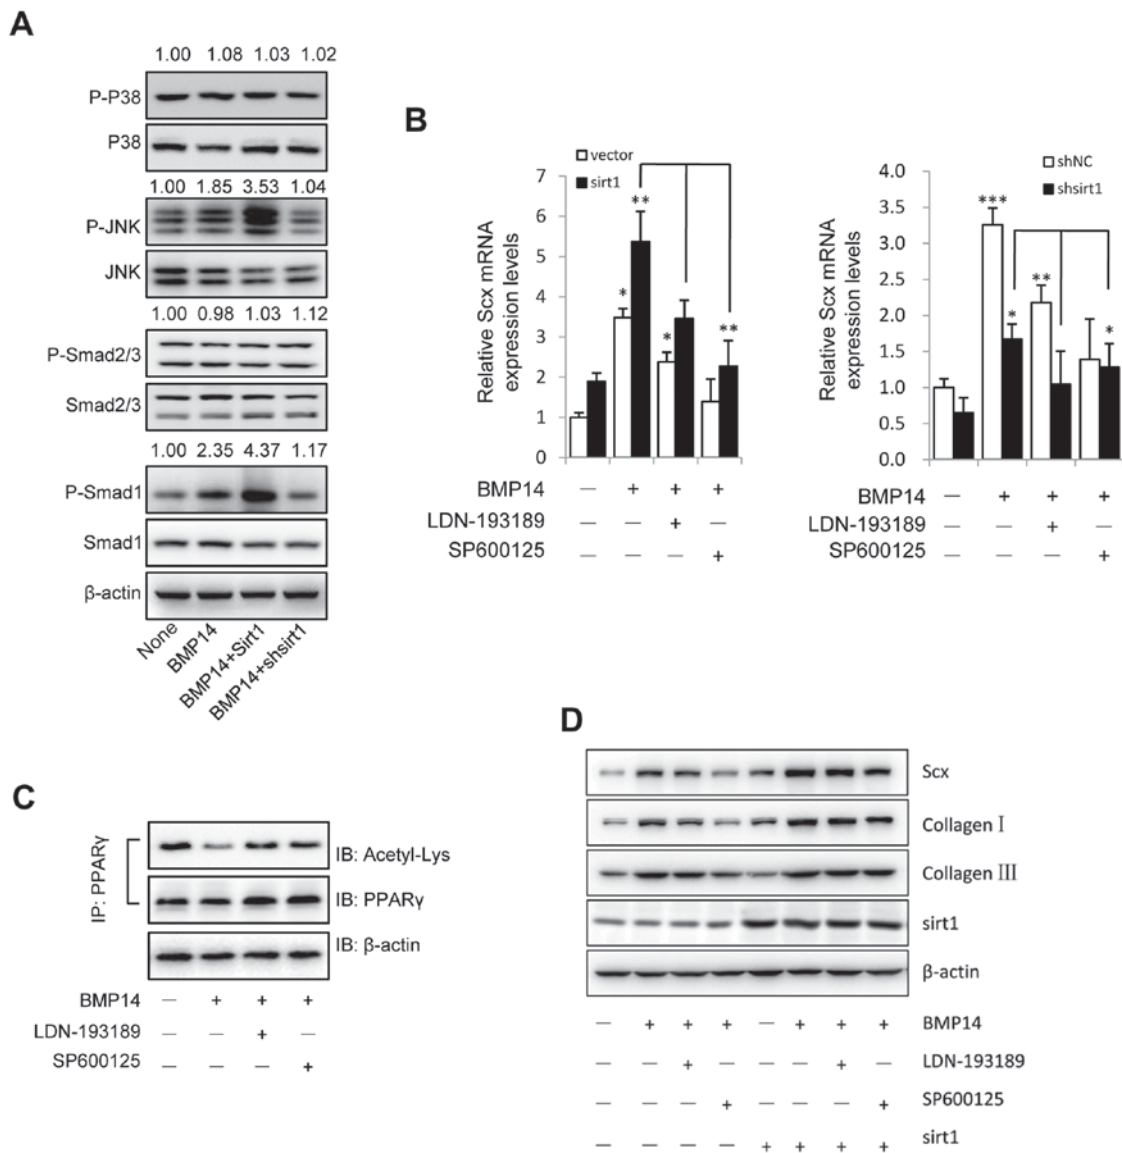 A
1.00 1.08 1.03 1.02
P-P38
P38
1.00 1.85 3.53 1.04
P-JNK
JNK
1.00 0.98 1.03 1.12
P-Smad2/3
Smad2/3
1.00 2.35 4.37 1.17
P-Smad1
Smad1
β-actin
None
BMP14
BMP14+Sirt1
BMP14+shsirt1
B
Relative Scx mRNA
expression levels
7
6
5
4
3
2
1
0
vector
sirt1
* ** * **
BMP14 — + + +
LDN-193189 — — + —
SP600125 — — — +
Relative Scx mRNA
expression levels
4.0
3.5
3.0
2.5
2.0
1.5
1.0
0.5
0.0
shNC
shsirt1
*** * ** *
BMP14 — + + +
LDN-193189 — — + —
SP600125 — — — +
C
IP: PPARγ
IB: Acetyl-Lys
IB: PPARγ
IB: β-actin
BMP14 — + + +
LDN-193189 — — + —
SP600125 — — — +
D
Scx
Collagen I
Collagen III
sirt1
β-actin
— + + + — + + + BMP14
— — + — — — + — LDN-193189
— — — + — — — + SP600125
— — — — + + + + sirt1